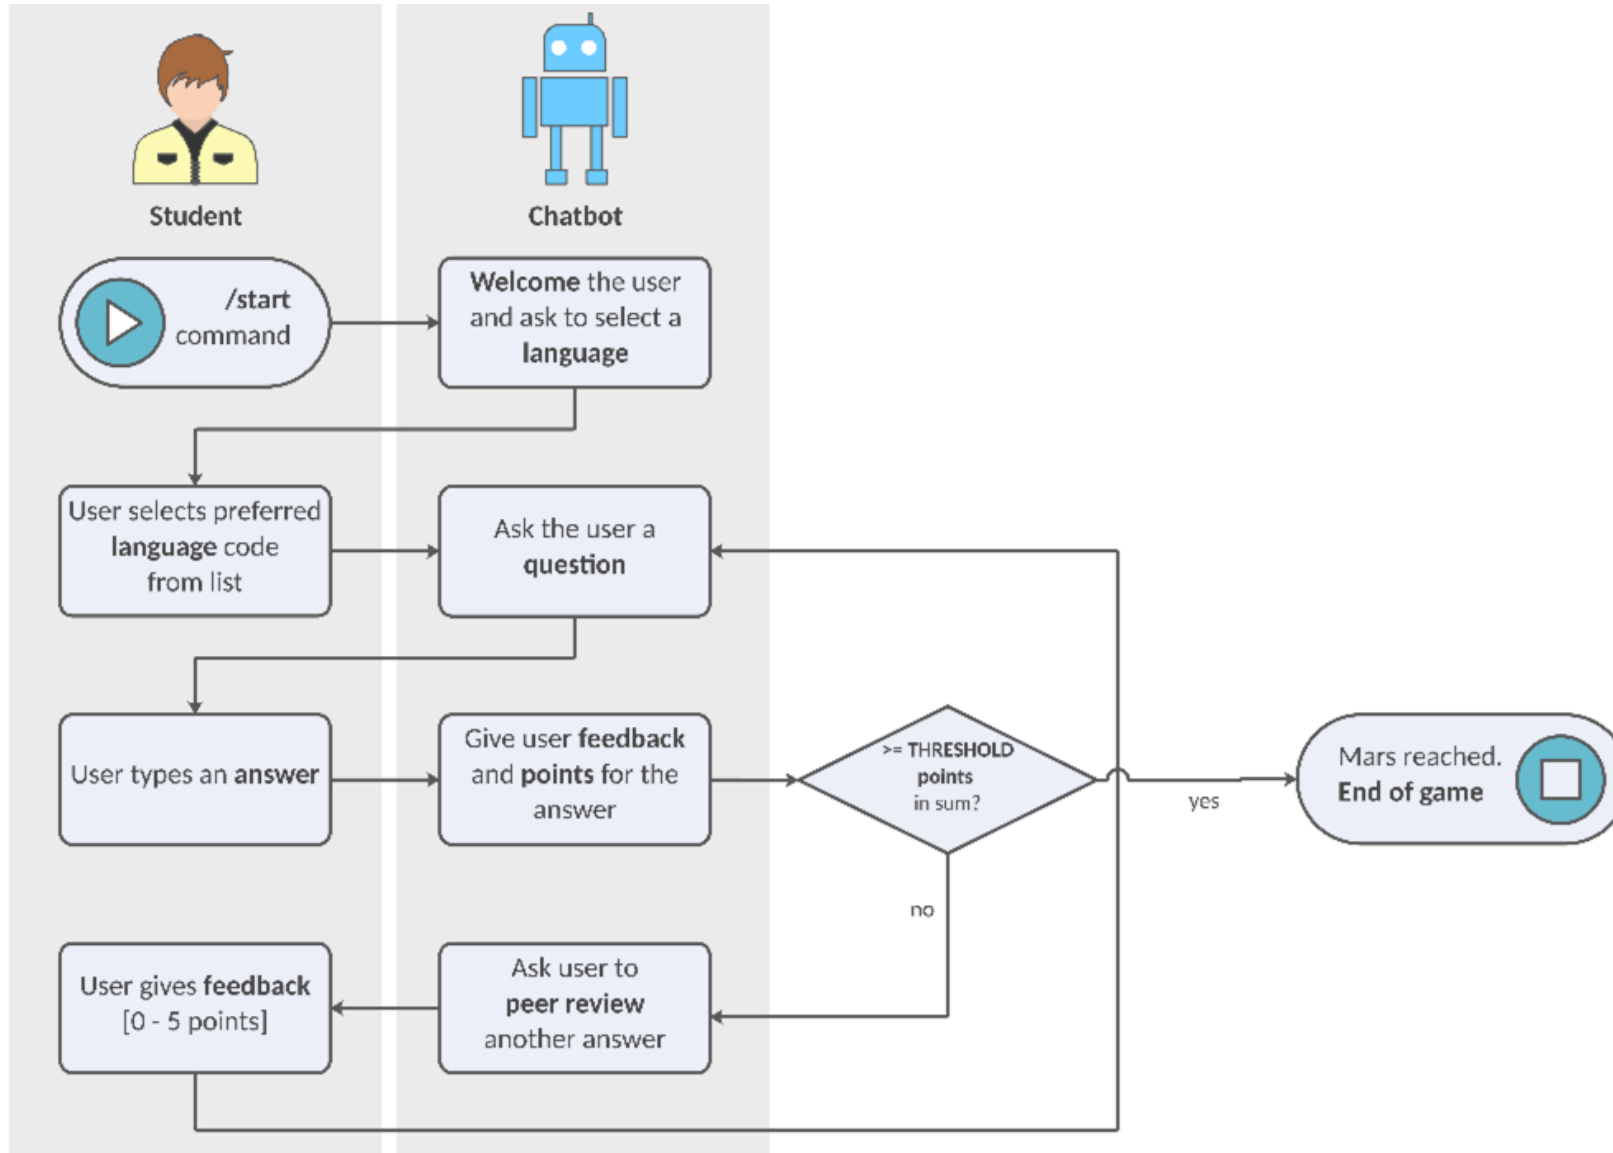 Student
Chatbot
/start
command
Welcome the user
and ask to select a
language
User selects preferred
language code
from list
Ask the user a
question
User types an answer
Give user feedback
and points for the
answer
>= THRESHOLD
points
in sum?
yes
Mars reached.
End of game
no
User gives feedback
[0 - 5 points]
Ask user to
peer review
another answer